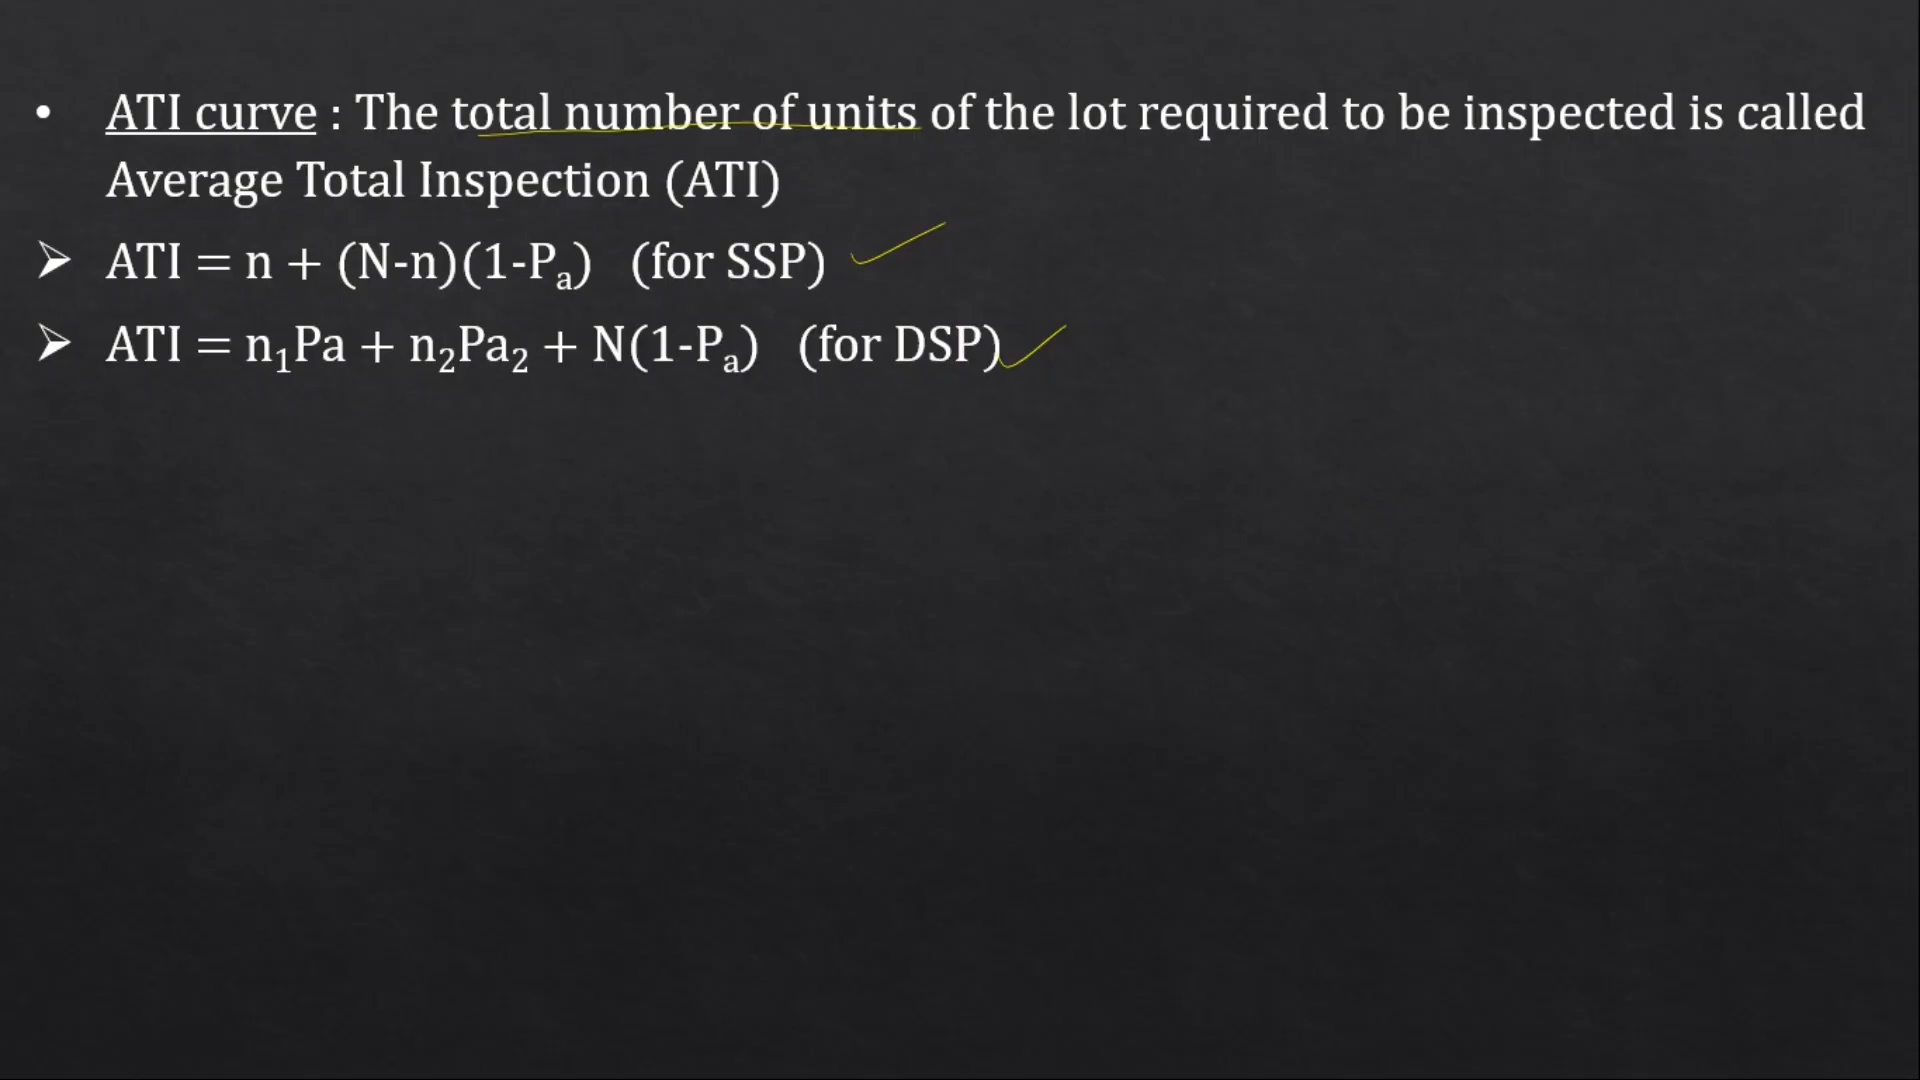 • ATI curve : The total number of units of the lot required to be inspected is called
Average Total Inspection (ATI)
➢ ATI = n + (N-n)(1-Pₐ) (for SSP)
➢ ATI = n₁Pa + n₂Pa₂ + N(1-Pₐ) (for DSP)